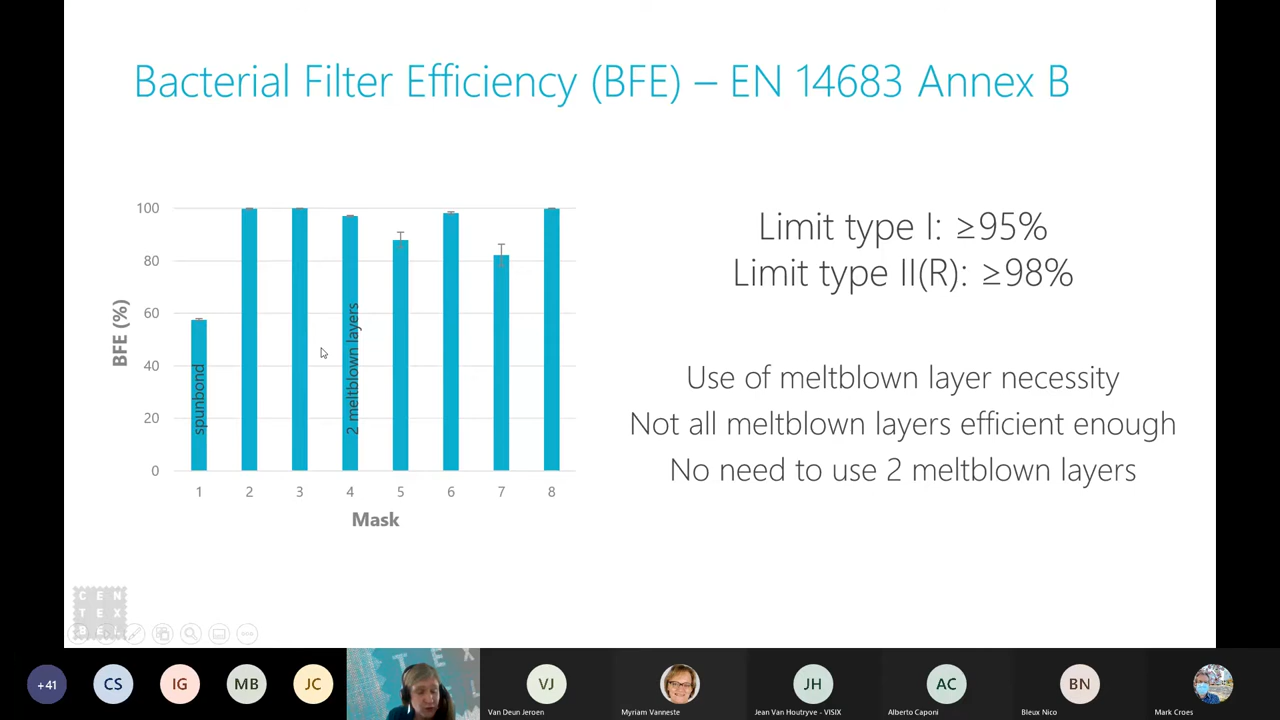 Bacterial Filter Efficiency (BFE) – EN 14683 Annex B
100
80
60
40
20
0
BFE (%)
spunbond
2 meltblown layers
1 2 3 4 5 6 7 8
Mask
Limit type I: ≥95%
Limit type II(R): ≥98%
Use of meltblown layer necessity
Not all meltblown layers efficient enough
No need to use 2 meltblown layers
C E N
T E X
B E L
T E X
+41
CS
IG
MB
JC
VJ
JH
AC
BN
Van Deun Jeroen
Myriam Vanneste
Jean Van Houtryve - VISIX
Alberto Caponi
Bleux Nico
Mark Croes